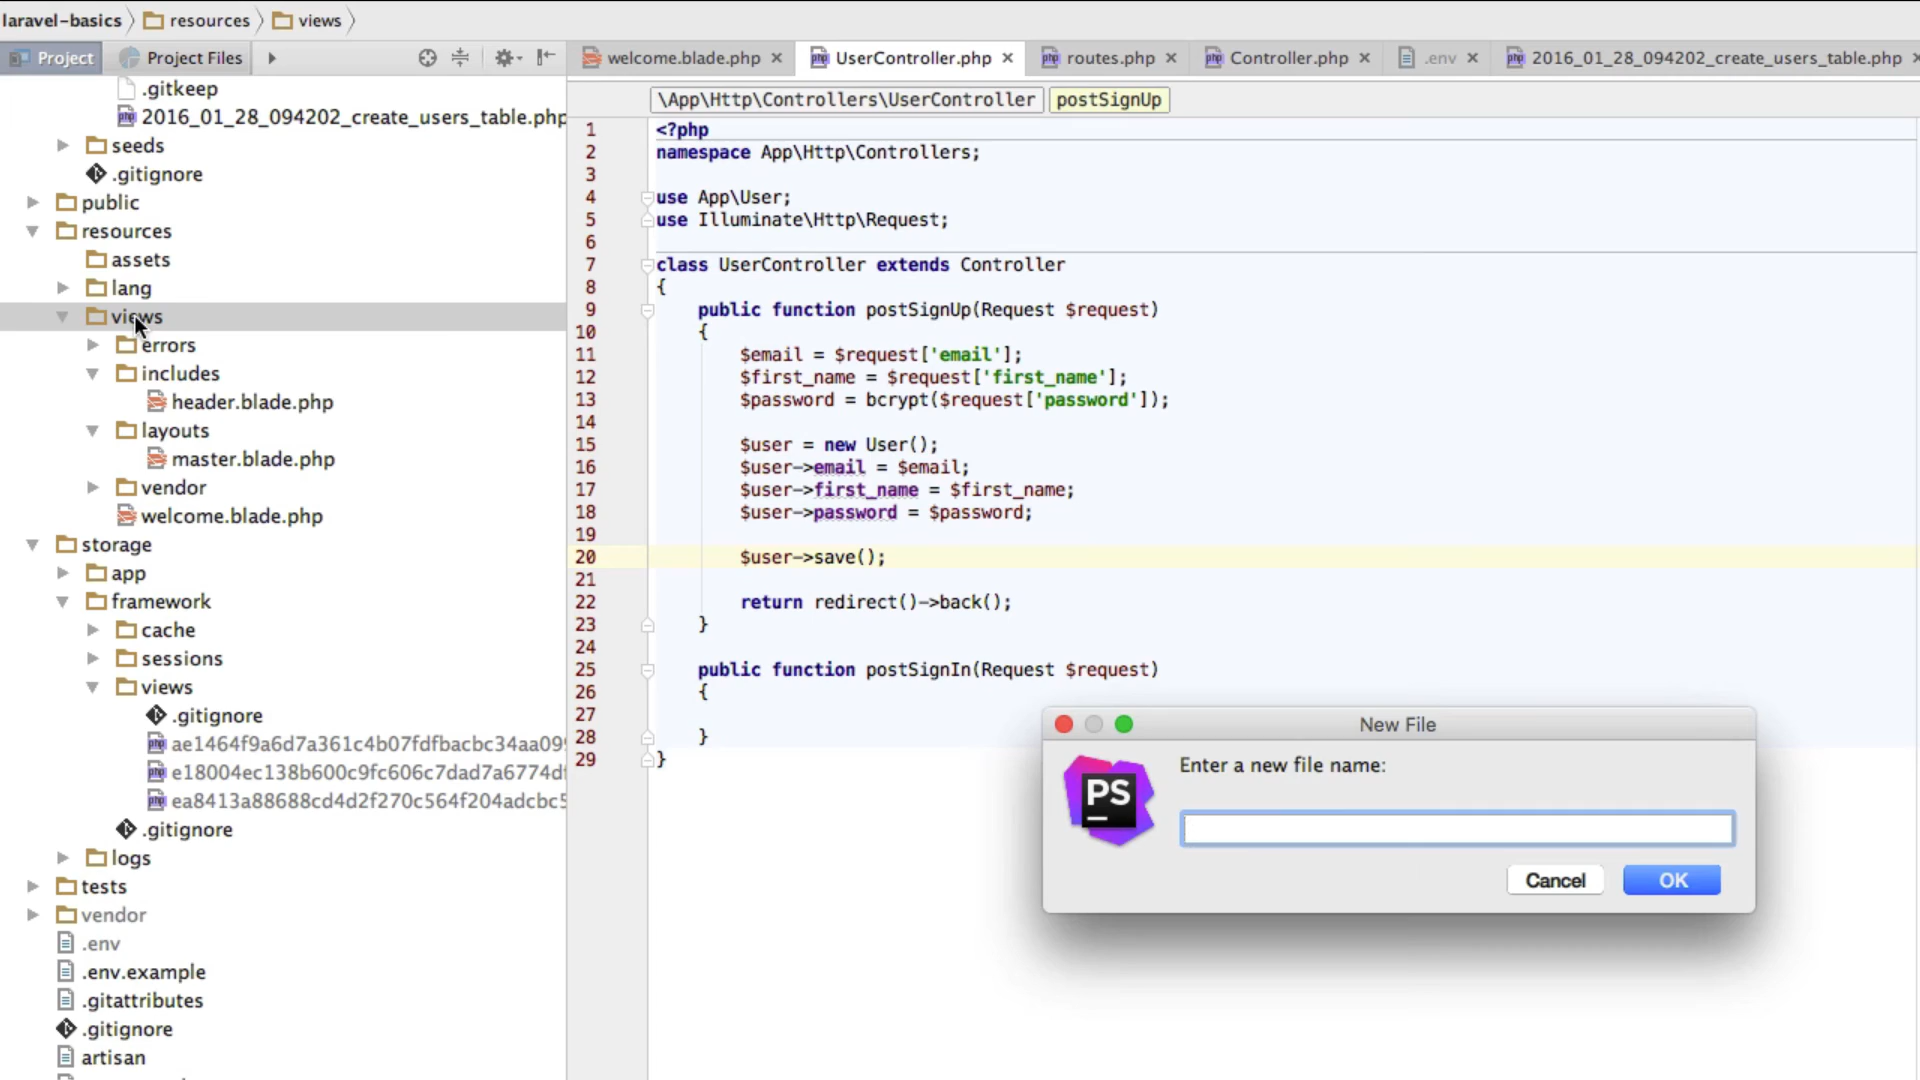 laravel-basics resources views
Project Project Files
welcome.blade.php UserController.php routes.php Controller.php .env 2016_01_28_094202_create_users_table.php
.gitkeep
2016_01_28_094202_create_users_table.php
seeds
.gitignore
public
resources
assets
lang
views
errors
includes
header.blade.php
layouts
master.blade.php
vendor
welcome.blade.php
storage
app
framework
cache
sessions
views
.gitignore
ae1464f9a6d7a361c4b07fdfbacbc34aa09
e18004ec138b600c9fc606c7dad7a6774d
ea8413a88688cd4d2f270c564f204adcbc5
.gitignore
logs
tests
vendor
.env
.env.example
.gitattributes
.gitignore
artisan
\App\Http\Controllers\UserController postSignUp
1 <?php
2 namespace App\Http\Controllers;
3
4 use App\User;
5 use Illuminate\Http\Request;
6
7 class UserController extends Controller
8 {
9 public function postSignUp(Request $request)
10 {
11 $email = $request['email'];
12 $first_name = $request['first_name'];
13 $password = bcrypt($request['password']);
14
15 $user = new User();
16 $user->email = $email;
17 $user->first_name = $first_name;
18 $user->password = $password;
19
20 $user->save();
21
22 return redirect()->back();
23 }
24
25 public function postSignIn(Request $request)
26 {
27
28 }
29 }
New File
PS
Enter a new file name:
Cancel OK